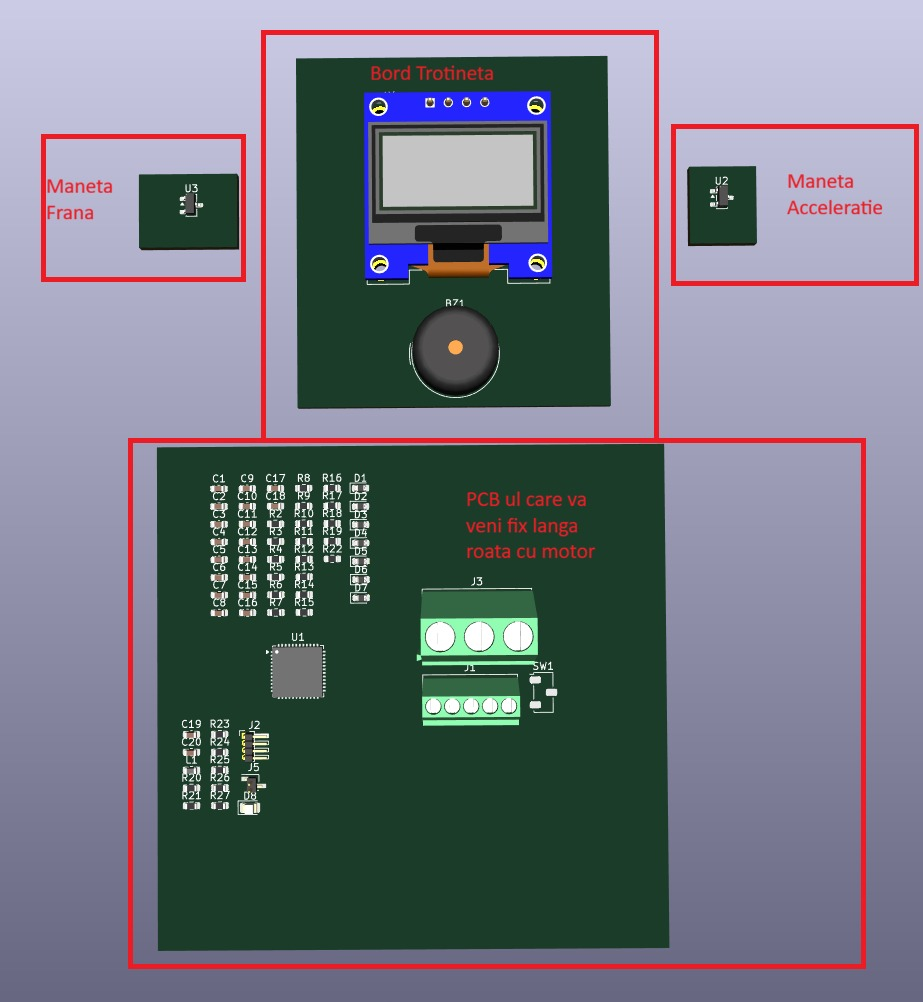 Bord Trotineta
Maneta
Frana
U3
U2
Maneta
Acceleratie
BZ1
C1 C9 C17 R8 R16 D1
C2 C10 C18 R9 R17 D2
C3 C11 R2 R10 R18 D3
C4 C12 R3 R11 R19 D4
C5 C13 R4 R12 R22 D5
C6 C14 R5 R13 D6
C7 C15 R6 R14 D7
C8 C16 R7 R15
PCB ul care va
veni fix langa
roata cu motor
J3
U1
J1
SW1
C19 R23 J2
C20 R24
L1 R25 J5
R20 R26
R21 R27 D8